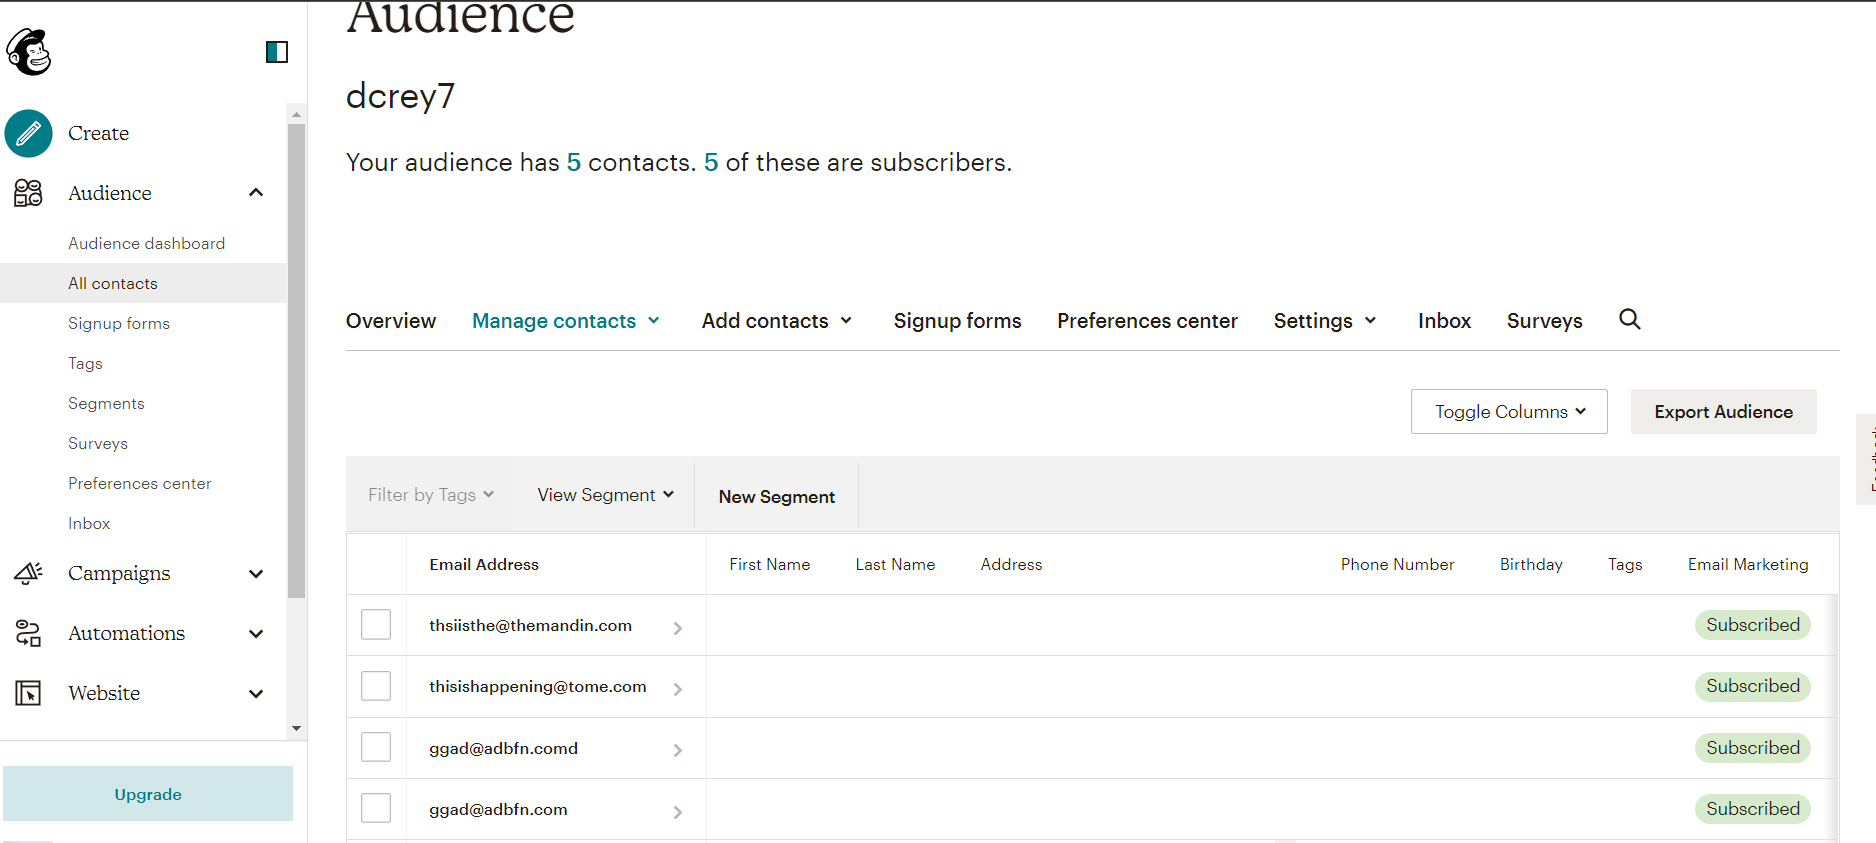 Audience
dcrey7
Your audience has 5 contacts. 5 of these are subscribers.
Create
Audience
Audience dashboard
All contacts
Signup forms
Tags
Segments
Surveys
Preferences center
Inbox
Campaigns
Automations
Website
Upgrade
Overview Manage contacts Add contacts Signup forms Preferences center Settings Inbox Surveys
Toggle Columns Export Audience
Filter by Tags View Segment New Segment
Email Address First Name Last Name Address Phone Number Birthday Tags Email Marketing
thsiisthe@themandin.com Subscribed
thisishappening@tome.com Subscribed
ggad@adbfn.comd Subscribed
ggad@adbfn.com Subscribed